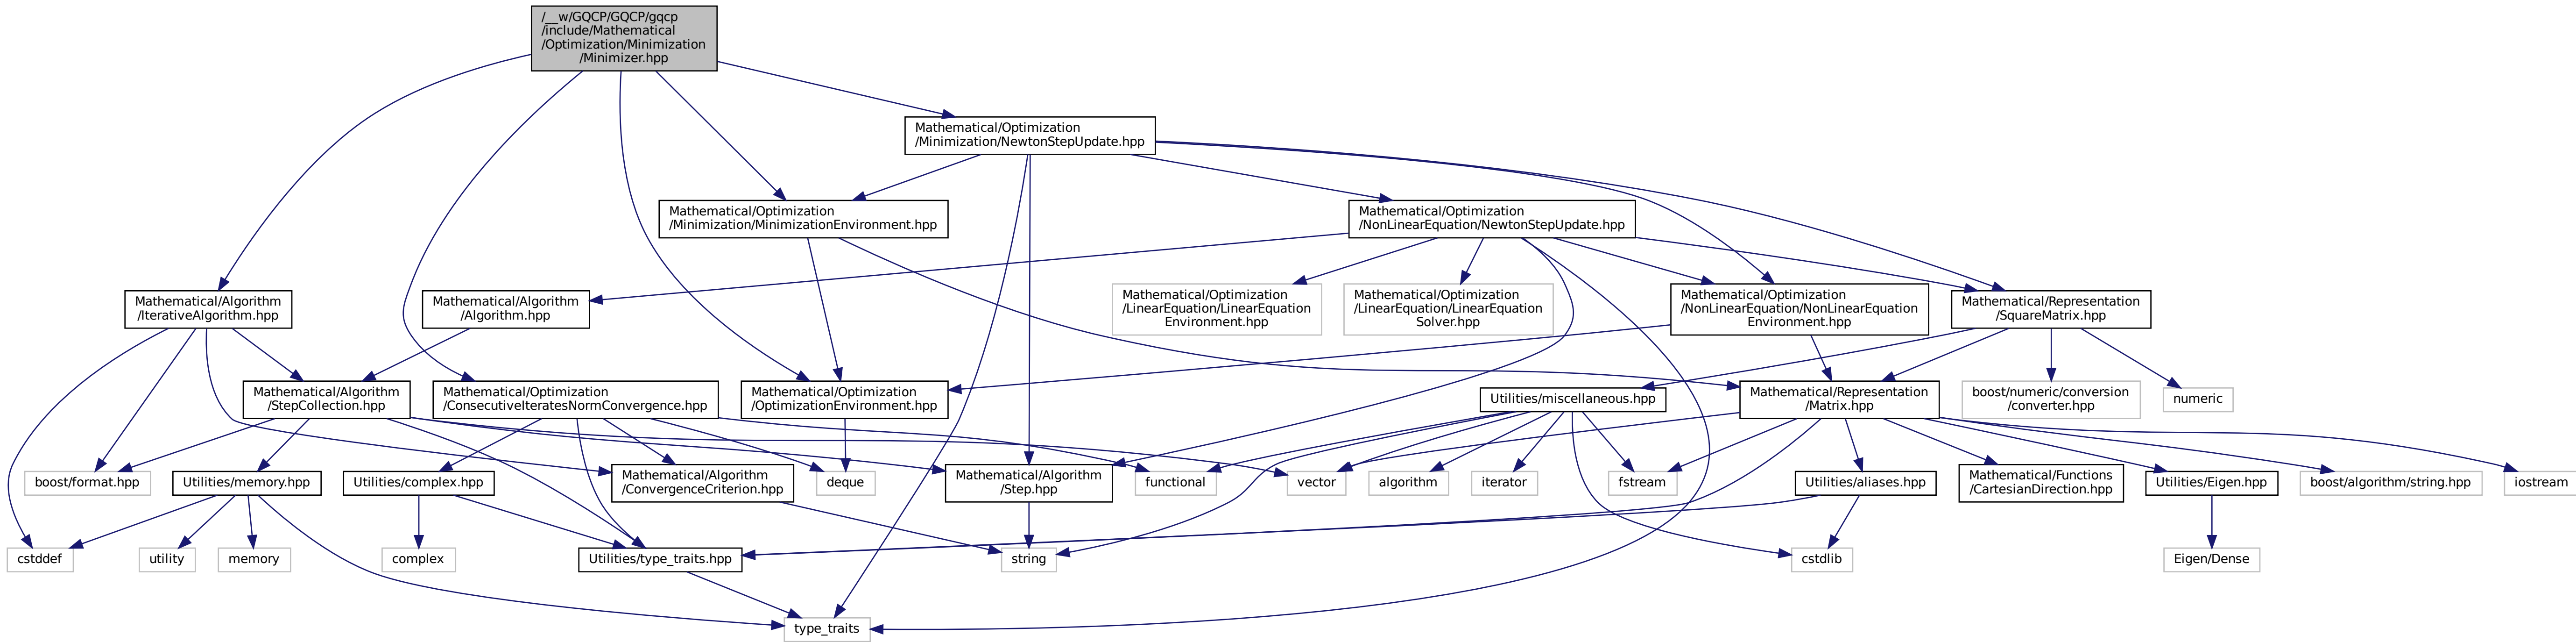 /__w/GQCP/GQCP/gqcp
/include/Mathematical
/Optimization/Minimization
/Minimizer.hpp
Mathematical/Optimization
/Minimization/NewtonStepUpdate.hpp
Mathematical/Optimization
/Minimization/MinimizationEnvironment.hpp
Mathematical/Optimization
/NonLinearEquation/NewtonStepUpdate.hpp
Mathematical/Algorithm
/IterativeAlgorithm.hpp
Mathematical/Algorithm
/Algorithm.hpp
Mathematical/Optimization
/LinearEquation/LinearEquation
Environment.hpp
Mathematical/Optimization
/LinearEquation/LinearEquation
Solver.hpp
Mathematical/Optimization
/NonLinearEquation/NonLinearEquation
Environment.hpp
Mathematical/Representation
/SquareMatrix.hpp
Mathematical/Algorithm
/StepCollection.hpp
Mathematical/Optimization
/ConsecutiveIteratesNormConvergence.hpp
Mathematical/Optimization
/OptimizationEnvironment.hpp
Utilities/miscellaneous.hpp
Mathematical/Representation
/Matrix.hpp
boost/numeric/conversion
/converter.hpp
numeric
boost/format.hpp
Utilities/memory.hpp
Utilities/complex.hpp
Mathematical/Algorithm
/ConvergenceCriterion.hpp
deque
Mathematical/Algorithm
/Step.hpp
functional
vector
algorithm
iterator
fstream
Utilities/aliases.hpp
Mathematical/Functions
/CartesianDirection.hpp
Utilities/Eigen.hpp
boost/algorithm/string.hpp
iostream
cstddef
utility
memory
complex
Utilities/type_traits.hpp
string
cstdlib
Eigen/Dense
type_traits